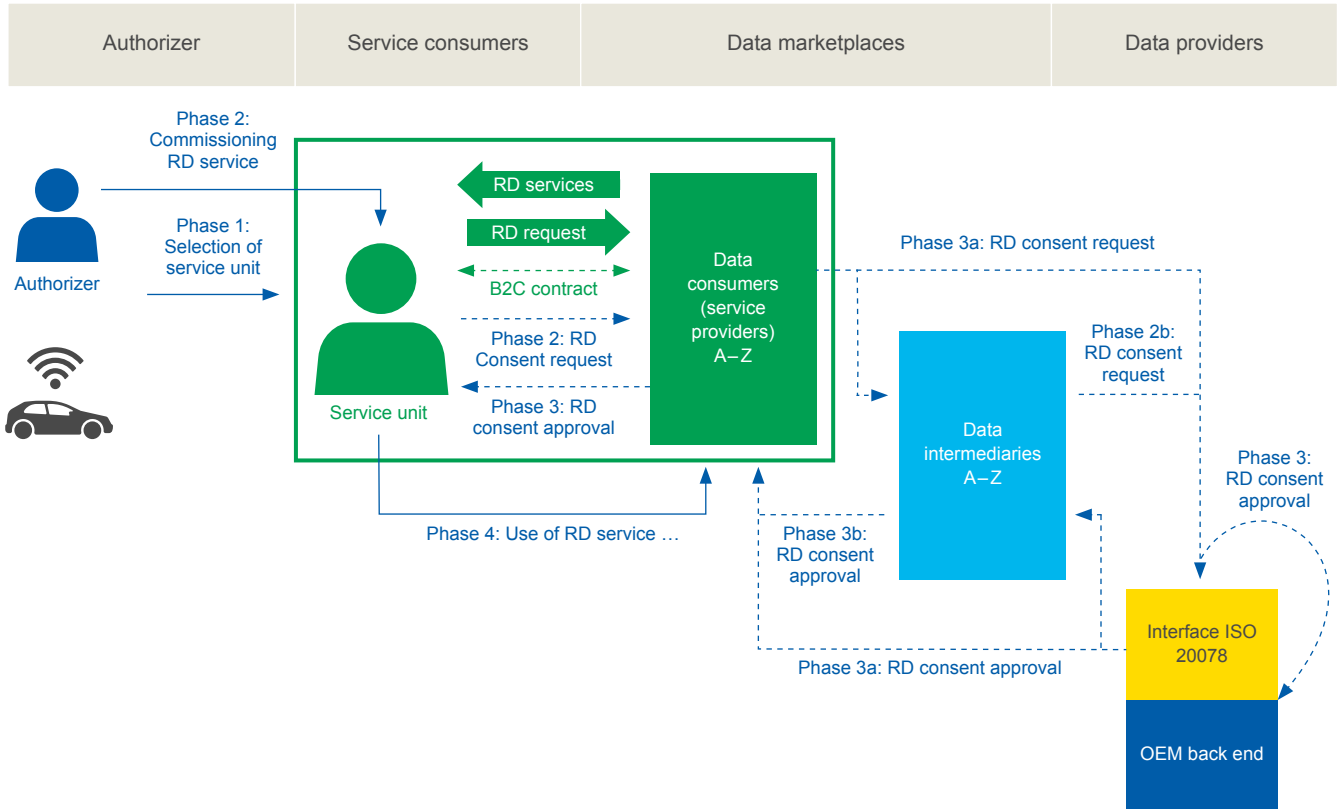 Authorizer
Service consumers
Data marketplaces
Data providers
Phase 2:
Commissioning
RD service
Phase 1:
Selection of
service unit
Authorizer
RD services
RD request
B2C contract
Phase 2: RD
Consent request
Phase 3: RD
consent approval
Service unit
Data
consumers
(service
providers)
A–Z
Phase 4: Use of RD service …
Phase 3a: RD consent request
Phase 2b:
RD consent
request
Data
intermediaries
A–Z
Phase 3:
RD consent
approval
Phase 3b:
RD consent
approval
Phase 3a: RD consent approval
Interface ISO
20078
OEM back end